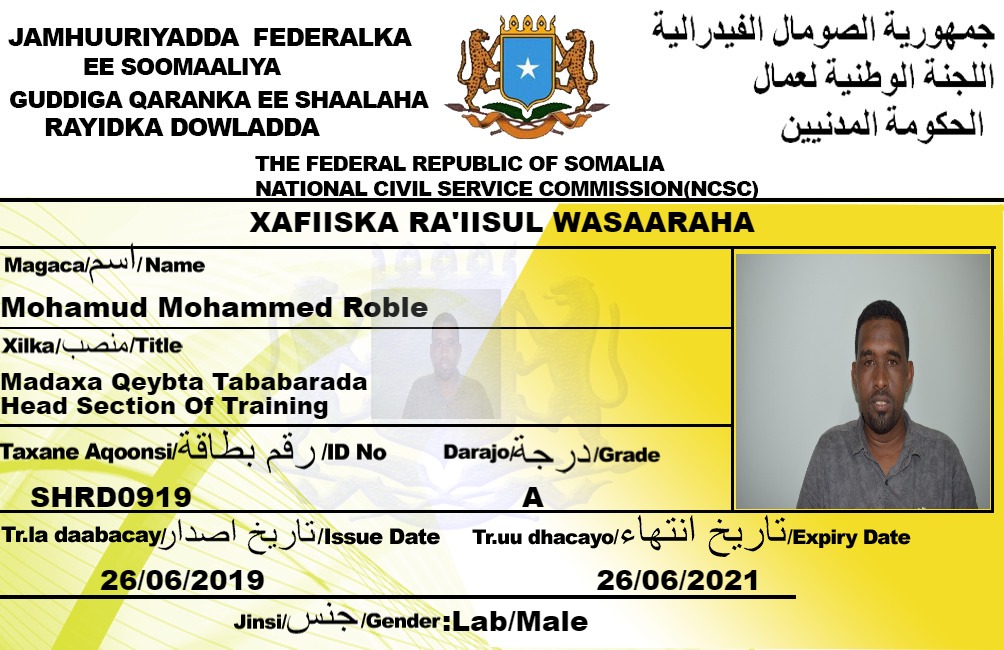 JAMHUURIYADDA FEDERALKA
EE SOOMAALIYA
GUDDIGA QARANKA EE SHAALAHA
RAYIDKA DOWLADDA
جمهورية الصومال الفيدرالية
اللجنة الوطنية لعمال
الحكومة المدنيين
THE FEDERAL REPUBLIC OF SOMALIA
NATIONAL CIVIL SERVICE COMMISSION(NCSC)
XAFIISKA RA'IISUL WASAARAHA
Magaca/اسم/Name
Mohamud Mohammed Roble
Xilka/منصب/Title
Madaxa Qeybta Tababarada
Head Section Of Training
Taxane Aqoonsi/رقم بطاقة/ID No
Darajo/درجة/Grade
SHRD0919
A
Tr.la daabacay/تاريخ اصدار/Issue Date
Tr.uu dhacayo/تاريخ انتهاء/Expiry Date
26/06/2019
26/06/2021
Jinsi/جنس/Gender:Lab/Male